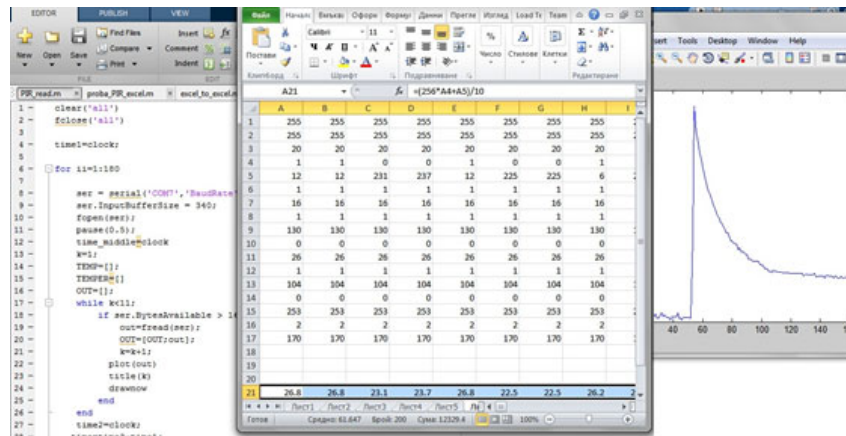 EDITOR PUBLISH VIEW
New Open Save
Find Files
Compare
Print
Insert
Comment
Indent
FILE
EDIT
PIR_read.m × proba_PIR_excel.m × excel_to_excel.m
1 - clear('all')
2 - fclose('all')
3
4 - time1=clock;
5
6 - for ii=1:180
7
8 - ser = serial('COM7','BaudRate'
9 - ser.InputBufferSize = 340;
10 - fopen(ser);
11 - pause(0.5);
12 - time_middle=clock
13 - k=1;
14 - TEMP=[];
15 - TEMPER=[]
16 - OUT=[];
17 - while k<11;
18 - if ser.BytesAvailable > 16
19 - out=fread(ser);
20 - OUT=[OUT;out];
21 - k=k+1;
22 - plot(out)
23 - title(k)
24 - drawnow
25 - end
26 - end
27 - time2=clock;
Файл Начало Вмъкв Оформ Форму Данни Прегле Изглед Load Te Team
Постави
Calibri 11
Число Стилове Клетки
Клипборд Шрифт Подравняване Редактиране
A21 fx =(256*A4+A5)/10
A B C D E F G H I
1 255 255 255 255 255 255 255 255
2 255 255 255 255 255 255 255 255
3 20 20 20 20 20 20 20 20
4 1 1 0 0 1 0 0 1
5 12 12 231 237 12 225 225 6
6 1 1 1 1 1 1 1 1
7 16 16 16 16 16 16 16 16
8 1 1 1 1 1 1 1 1
9 130 130 130 130 130 130 130 130
10 0 0 0 0 0 0 0 0
11 26 26 26 26 26 26 26 26
12 1 1 1 1 1 1 1 1
13 104 104 104 104 104 104 104 104
14 0 0 0 0 0 0 0 0
15 253 253 253 253 253 253 253 253
16 2 2 2 2 2 2 2 2
17 170 170 170 170 170 170 170 170
18
19
20
21 26.8 26.8 23.1 23.7 26.8 22.5 22.5 26.2
Лист1 Лист2 Лист3 Лист4 Лист5
Готов Средно: 61.647 Брой: 200 Сума: 12329.4 100%
Tools Desktop Window Help
40 60 80 100 120 140